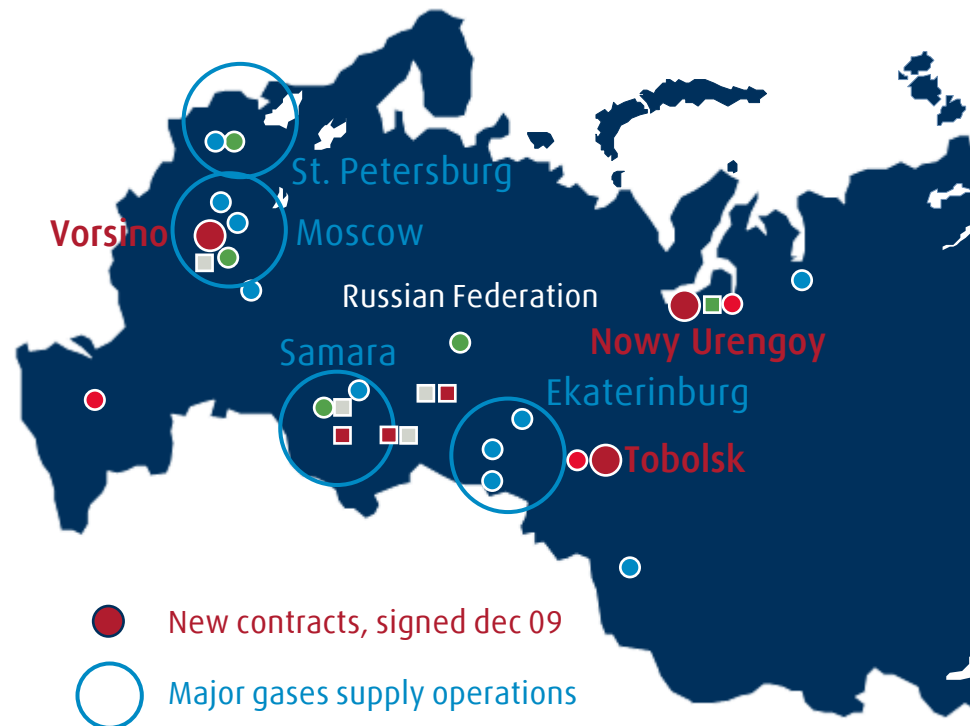 St. Petersburg
Vorsino
Moscow
Russian Federation
Nowy Urengoy
Samara
Ekaterinburg
Tobolsk
New contracts, signed dec 09
Major gases supply operations